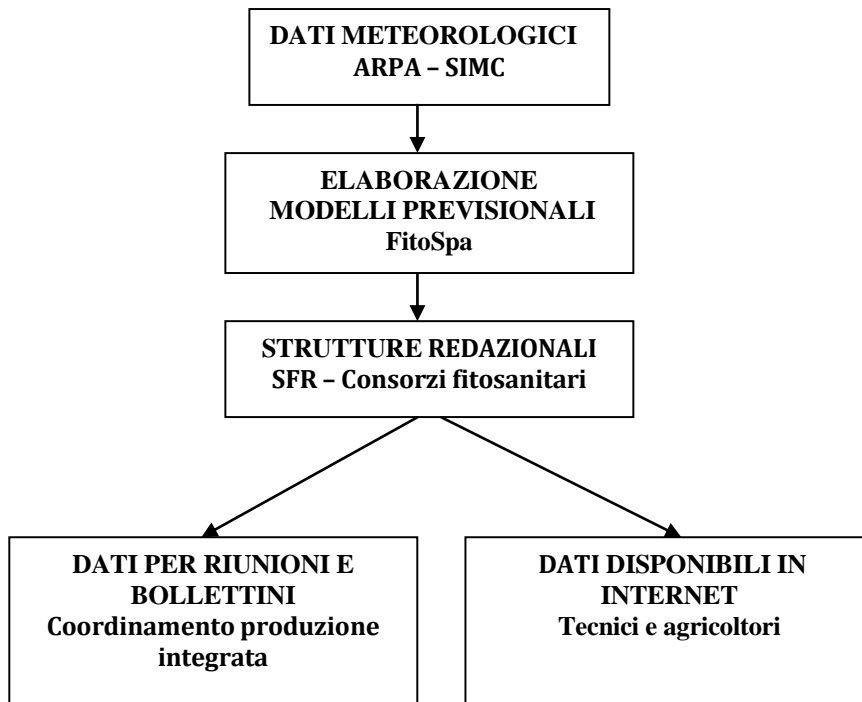 DATI METEOROLOGICI
ARPA – SIMC
ELABORAZIONE
MODELLI PREVISIONALI
FitoSpa
STRUTTURE REDAZIONALI
SFR – Consorzi fitosanitari
DATI PER RIUNIONI E
BOLLETTINI
Coordinamento produzione
integrata
DATI DISPONIBILI IN
INTERNET
Tecnici e agricoltori